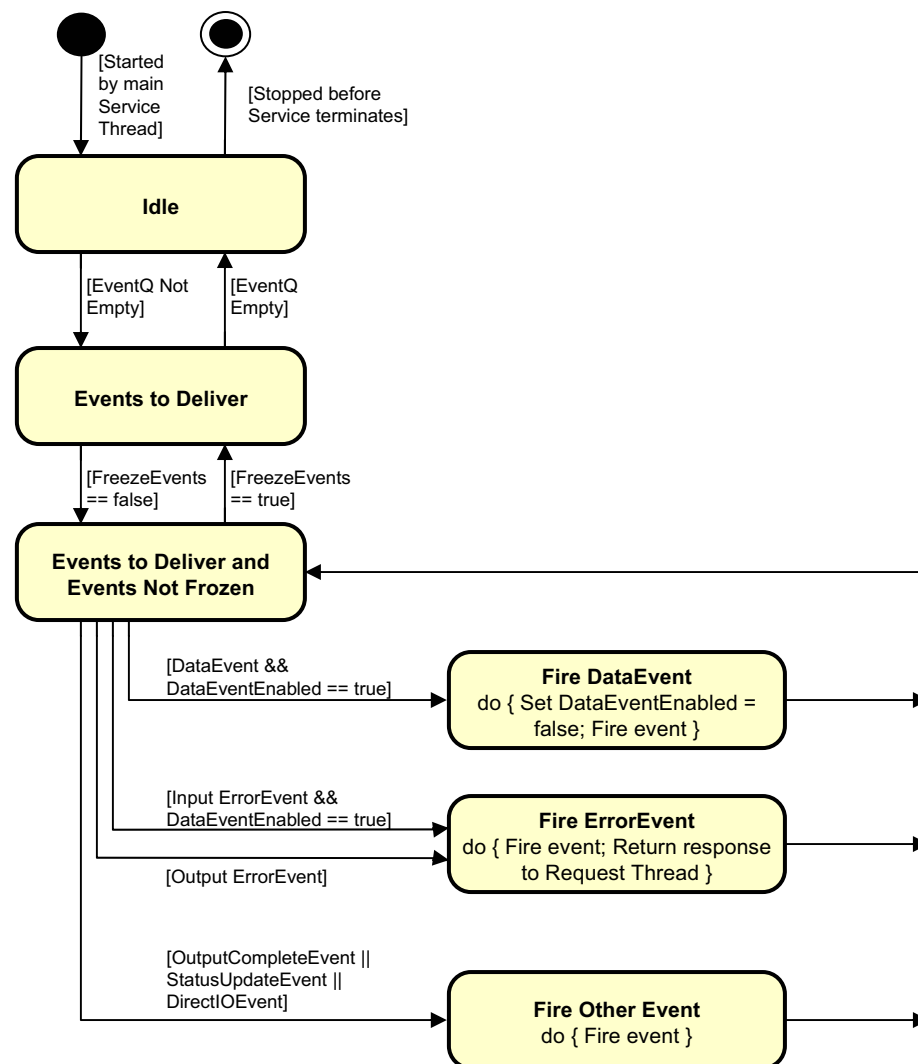 [Started
by main
Service
Thread]
[Stopped before
Service terminates]
Idle
[EventQ Not
Empty]
[EventQ
Empty]
Events to Deliver
[FreezeEvents
== false]
[FreezeEvents
== true]
Events to Deliver and
Events Not Frozen
[DataEvent &&
DataEventEnabled == true]
Fire DataEvent
do { Set DataEventEnabled =
false; Fire event }
[Input ErrorEvent &&
DataEventEnabled == true]
Fire ErrorEvent
do { Fire event; Return response
to Request Thread }
[Output ErrorEvent]
[OutputCompleteEvent ||
StatusUpdateEvent ||
DirectIOEvent]
Fire Other Event
do { Fire event }